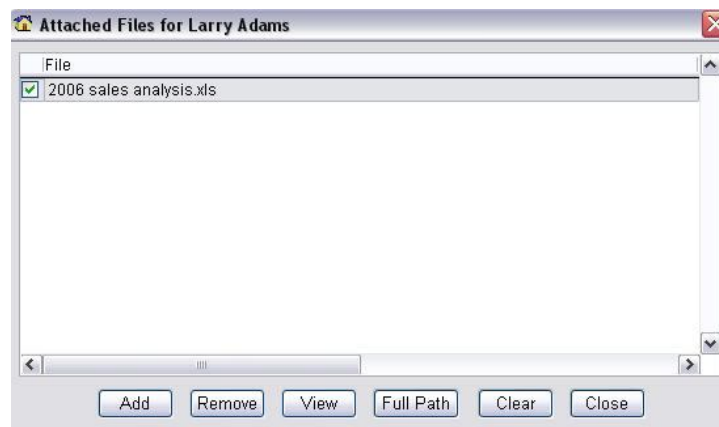 Attached Files for Larry Adams
File
2006 sales analysis.xls
Add Remove View Full Path Clear Close